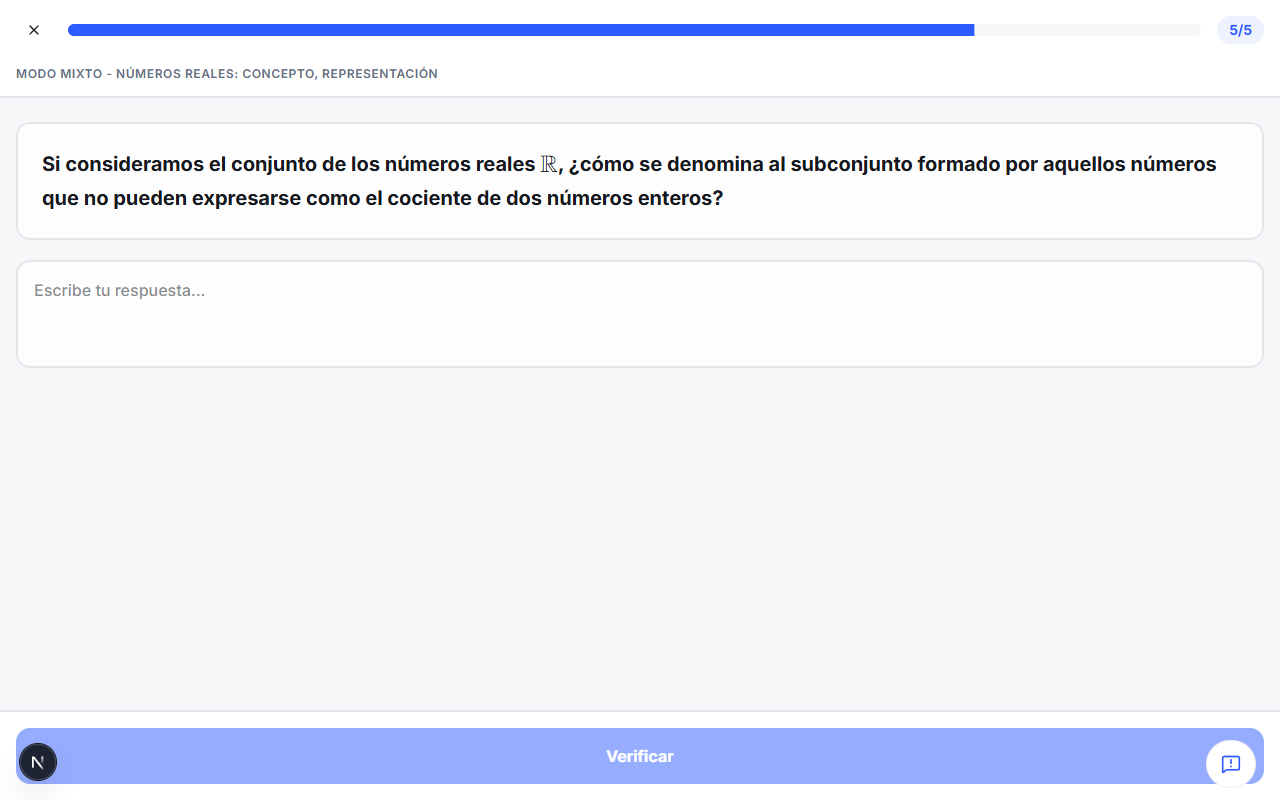 5/5
MODO MIXTO - NÚMEROS REALES: CONCEPTO, REPRESENTACIÓN
Si consideramos el conjunto de los números reales ℝ, ¿cómo se denomina al subconjunto formado por aquellos números
que no pueden expresarse como el cociente de dos números enteros?
Escribe tu respuesta...
Verificar
N